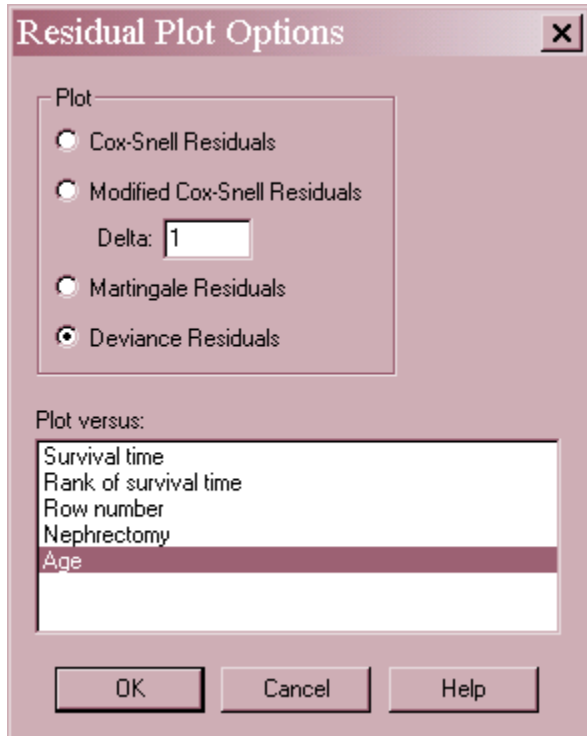 Residual Plot Options
Plot
Cox-Snell Residuals
Modified Cox-Snell Residuals
Delta: 1
Martingale Residuals
Deviance Residuals
Plot versus:
Survival time
Rank of survival time
Row number
Nephrectomy
Age
OK Cancel Help